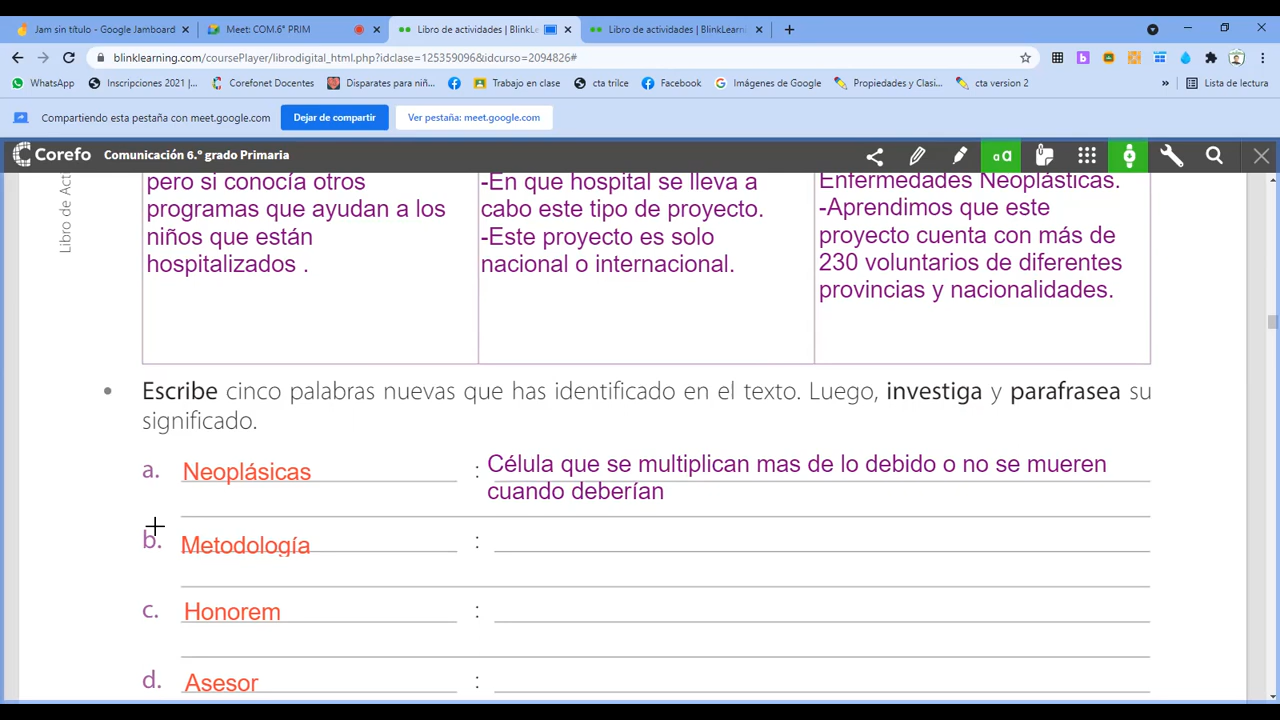 Jam sin título - Google Jamboard
Meet: COM.6° PRIM
Libro de actividades | BlinkLe
Libro de actividades | BlinkLearni
blinklearning.com/coursePlayer/librodigital_html.php?idclase=125359096&idcurso=2094826#
WhatsApp
Inscripciones 2021 |...
Corefonet Docentes
Disparates para niñ...
Trabajo en clase
cta trilce
Facebook
Imágenes de Google
Propiedades y Clasi...
cta version 2
»
Lista de lectura
Compartiendo esta pestaña con meet.google.com
Dejar de compartir
Ver pestaña: meet.google.com
Corefo
Comunicación 6.° grado Primaria
aa
Libro de Act
pero si conocía otros
programas que ayudan a los
niños que están
hospitalizados .
-En que hospital se lleva a
cabo este tipo de proyecto.
-Este proyecto es solo
nacional o internacional.
Enfermedades Neoplásticas.
-Aprendimos que este
proyecto cuenta con más de
230 voluntarios de diferentes
provincias y nacionalidades.
• Escribe cinco palabras nuevas que has identificado en el texto. Luego, investiga y parafrasea su
significado.
a. Neoplásicas : Célula que se multiplican mas de lo debido o no se mueren
cuando deberían
b. Metodología :
c. Honorem :
d. Asesor :